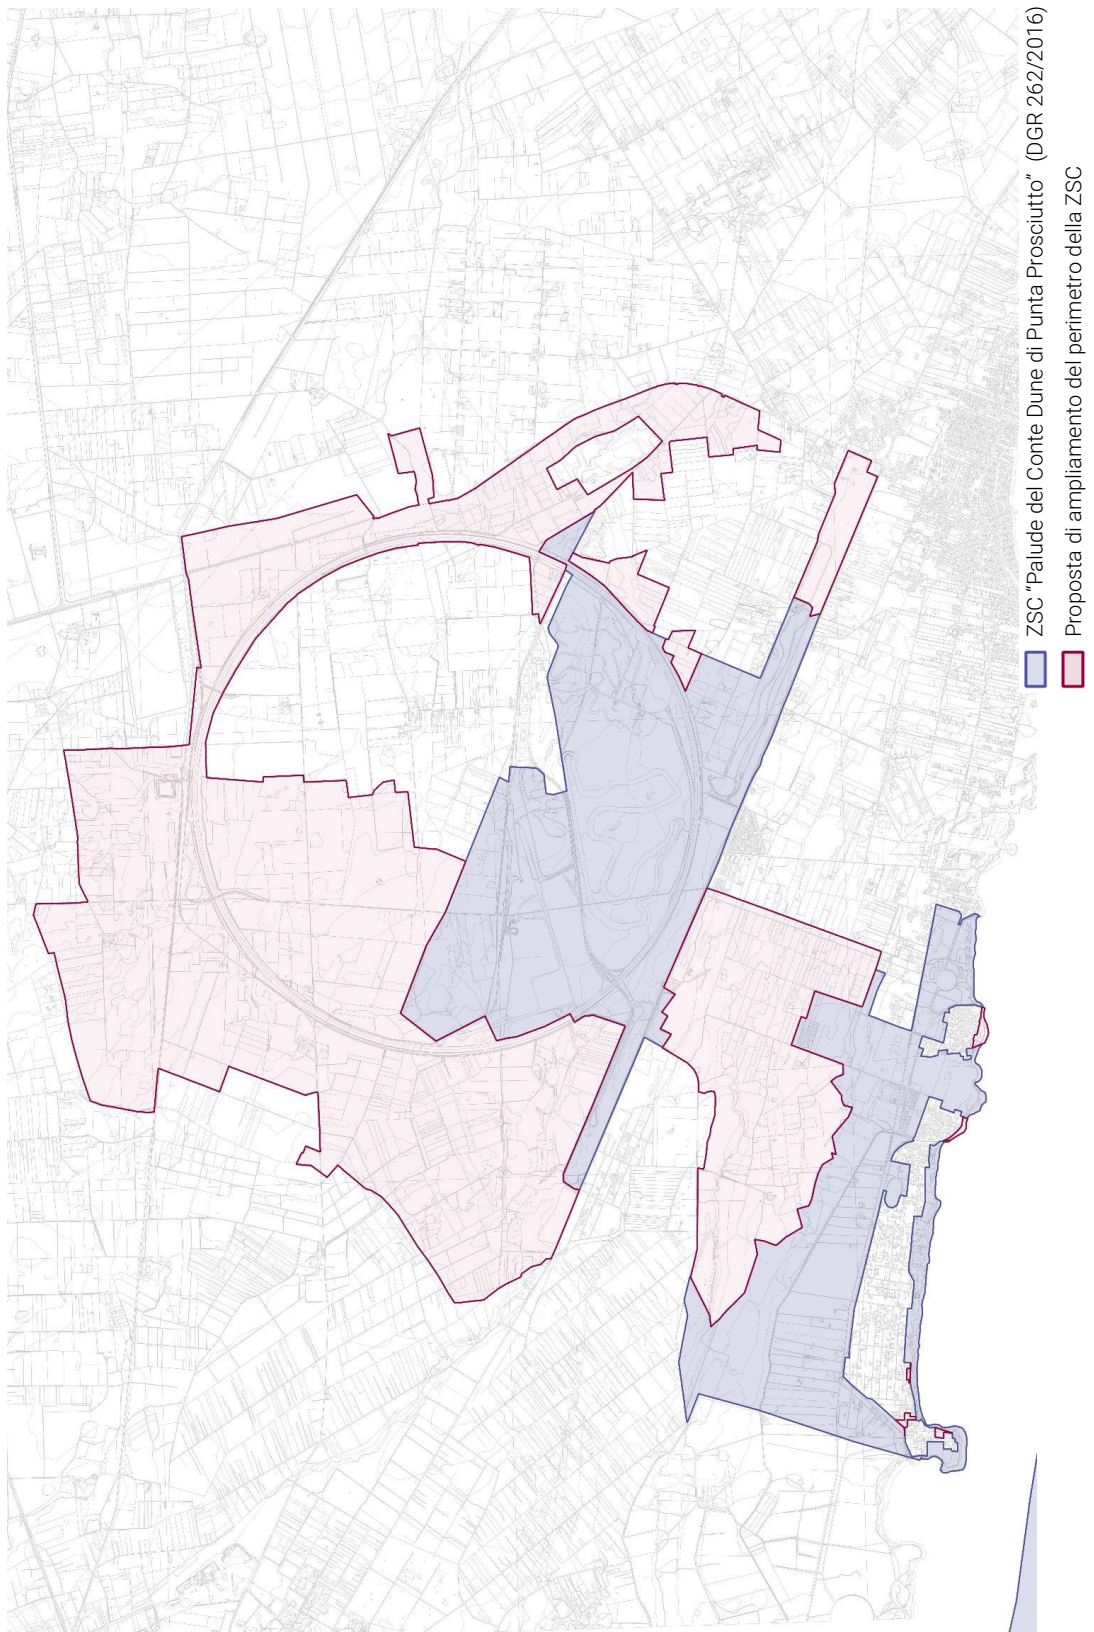 ZSC “Palude del Conte Dune di Punta Prosciutto” (DGR 262/2016)
Proposta di ampliamento del perimetro della ZSC